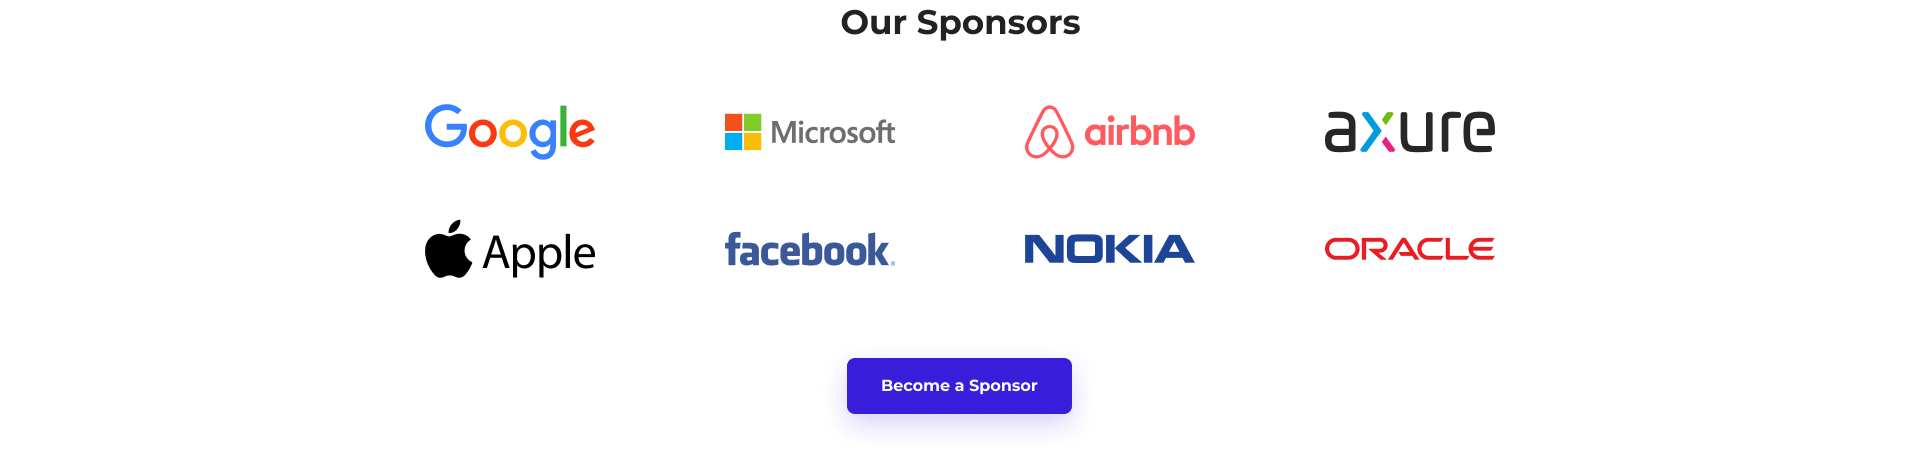 Our Sponsors
Google Microsoft airbnb axure
Apple facebook® NOKIA ORACLE
Become a Sponsor